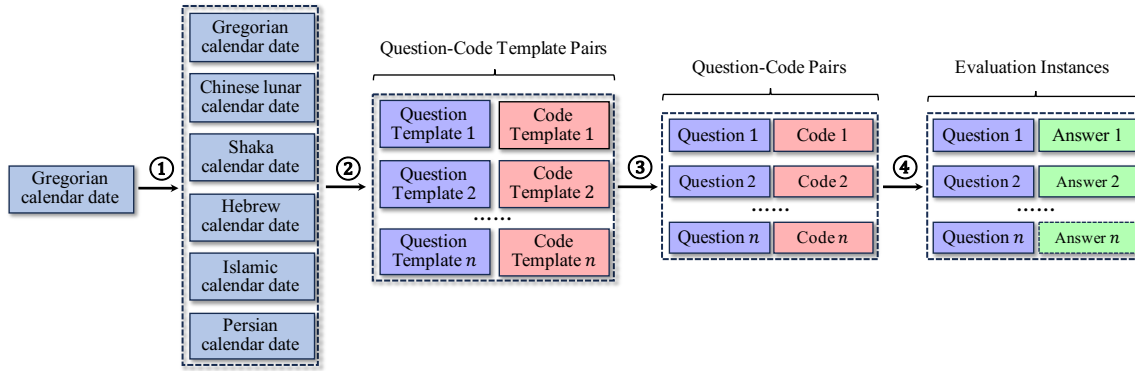 Gregorian
calendar date
①
Gregorian
calendar date
Chinese lunar
calendar date
Shaka
calendar date
Hebrew
calendar date
Islamic
calendar date
Persian
calendar date
②
Question-Code Template Pairs
Question
Template 1
Code
Template 1
Question
Template 2
Code
Template 2
......
Question
Template n
Code
Template n
③
Question-Code Pairs
Question 1
Code 1
Question 2
Code 2
......
Question n
Code n
④
Evaluation Instances
Question 1
Answer 1
Question 2
Answer 2
......
Question n
Answer n